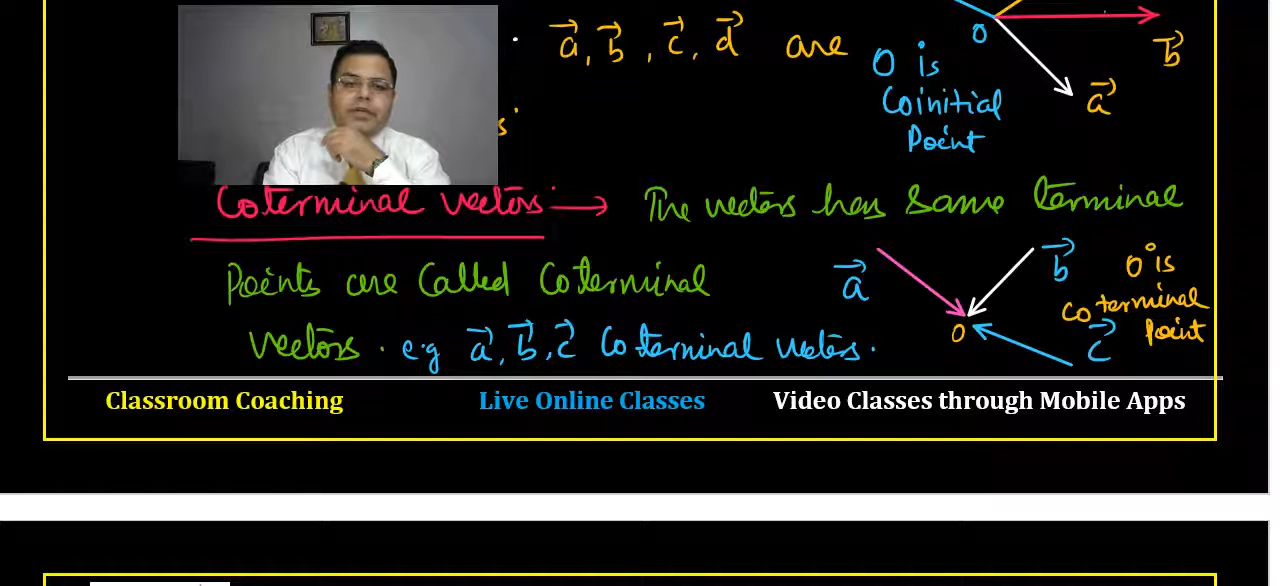 a, b, c, d are
O is
Coinitial
Point
O
b
a
s.
Coterminal vectors → The vectors has same terminal
Points are Called Coterminal
vectors. e.g a, b, c Coterminal vectors.
a
b
c
O
O is
coterminal
Point
Classroom Coaching Live Online Classes Video Classes through Mobile Apps